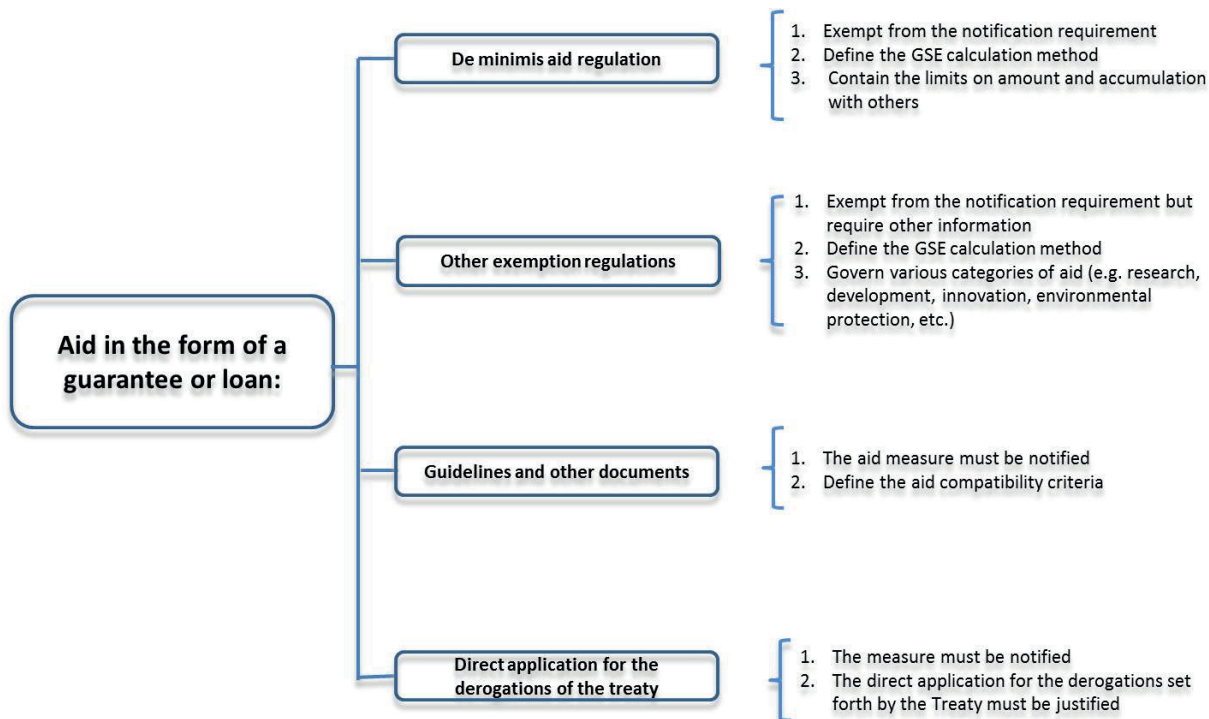 Aid in the form of a
guarantee or loan:
De minimis aid regulation
1. Exempt from the notification requirement
2. Define the GSE calculation method
3. Contain the limits on amount and accumulation
with others
Other exemption regulations
1. Exempt from the notification requirement but
require other information
2. Define the GSE calculation method
3. Govern various categories of aid (e.g. research,
development, innovation, environmental
protection, etc.)
Guidelines and other documents
1. The aid measure must be notified
2. Define the aid compatibility criteria
Direct application for the
derogations of the treaty
1. The measure must be notified
2. The direct application for the derogations set
forth by the Treaty must be justified